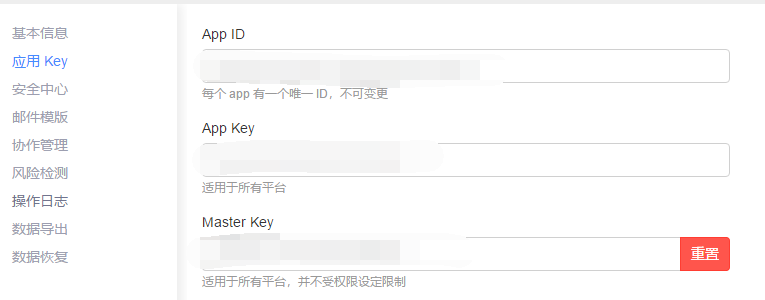 基本信息
应用 Key
安全中心
邮件模版
协作管理
风险检测
操作日志
数据导出
数据恢复
App ID
每个 app 有一个唯一 ID，不可变更
App Key
适用于所有平台
Master Key
重置
适用于所有平台，并不受权限设定限制